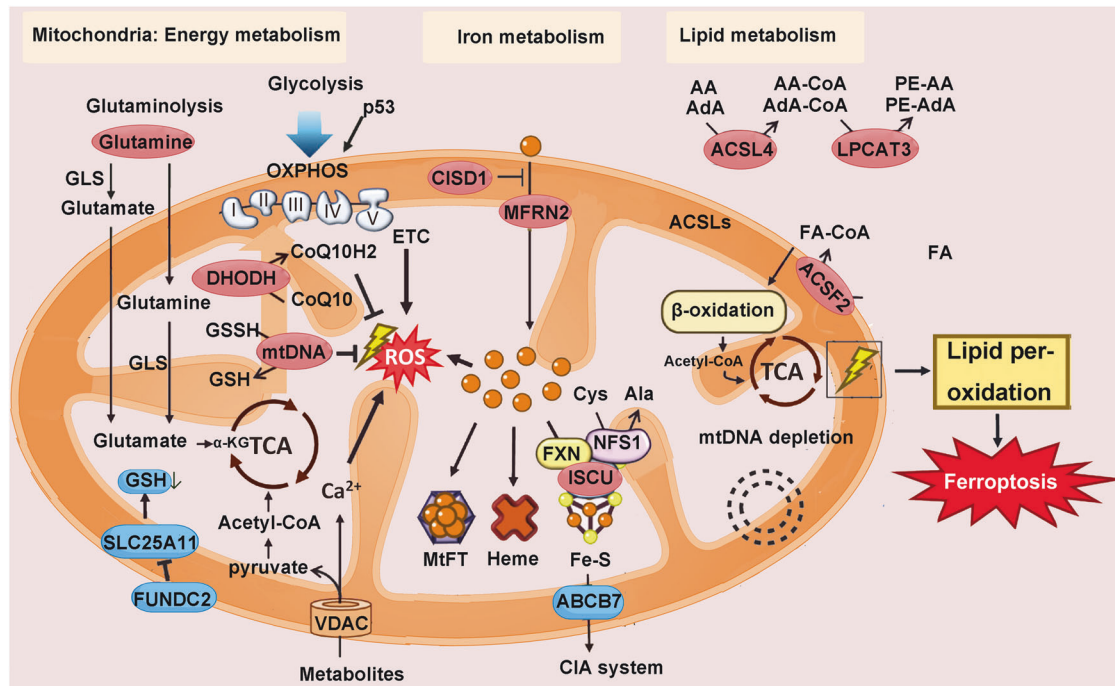 Mitochondria: Energy metabolism
Iron metabolism
Lipid metabolism
Glycolysis
p53
Glutaminolysis
Glutamine
GLS
Glutamate
OXPHOS
I
II
III
IV
V
ETC
CoQ10H2
DHODH
CoQ10
Glutamine
GSSH
mtDNA
GSH
GLS
ROS
Glutamate
α-KG
TCA
GSH↓
Ca²⁺
Acetyl-CoA
SLC25A11
pyruvate
FUNDC2
VDAC
Metabolites
CISD1
MFRN2
Cys
Ala
FXN
NFS1
ISCU
MtFT
Heme
Fe-S
ABCB7
CIA system
AA
AdA
AA-CoA
AdA-CoA
PE-AA
PE-AdA
ACSL4
LPCAT3
ACSLs
FA-CoA
FA
ACSF2
β-oxidation
Acetyl-CoA
TCA
mtDNA depletion
Lipid per-
oxidation
Ferroptosis